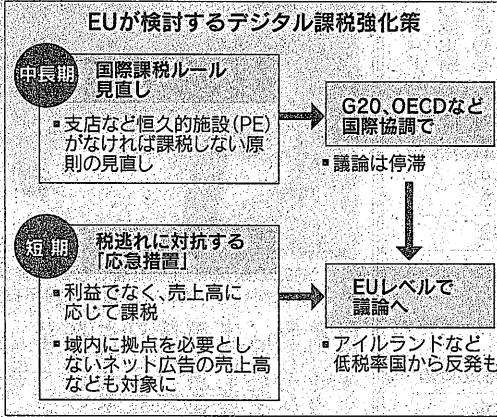 EUが検討するデジタル課税強化策
中長期
国際課税ルール
見直し
▪支店など恒久的施設(PE)
がなければ課税しない原
則の見直し
G20、OECDなど
国際協調で
▪議論は停滞
短期
税逃れに対抗する
「応急措置」
▪利益でなく、売上高に
応じて課税
▪域内に拠点を必要とし
ないネット広告の売上高
なども対象に
EUレベルで
議論へ
▪アイルランドなど
低税率国から反発も